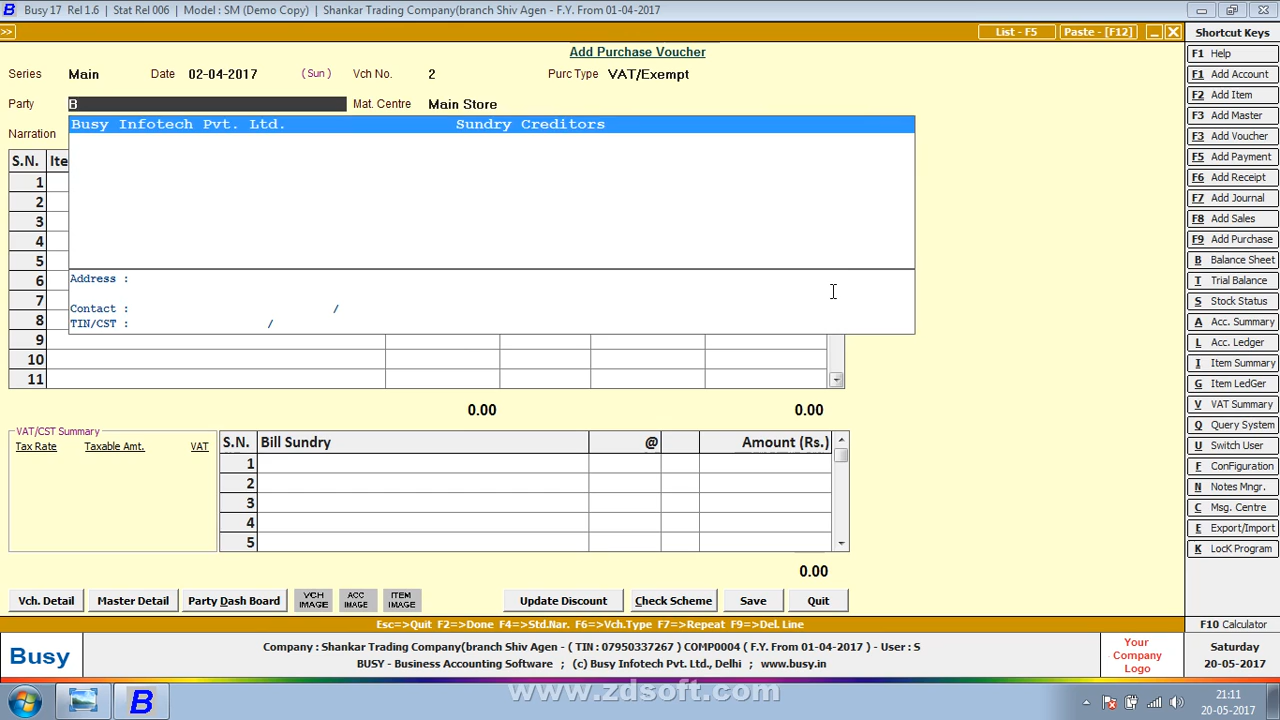 Busy 17 Rel 1.6 | Stat Rel 006 | Model : SM (Demo Copy) | Shankar Trading Company(branch Shiv Agen - F.Y. From 01-04-2017
>> List - F5 Paste - [F12] Shortcut Keys
Add Purchase Voucher
Series Main Date 02-04-2017 (Sun) Vch No. 2 Purc Type VAT/Exempt
Party B Mat. Centre Main Store
Busy Infotech Pvt. Ltd. Sundry Creditors
Narration
S.N. Ite
1
2
3
4
5
6
7
8
9
10
11
Address :
Contact : /
TIN/CST : /
0.00 0.00
VAT/CST Summary
Tax Rate Taxable Amt. VAT
S.N. Bill Sundry @ Amount (Rs.)
1
2
3
4
5
0.00
Vch. Detail Master Detail Party Dash Board VCH IMAGE ACC IMAGE ITEM IMAGE Update Discount Check Scheme Save Quit
Esc=>Quit F2=>Done F4=>Std.Nar. F6=>Vch.Type F7=>Repeat F9=>Del. Line
F1 Help
F1 Add Account
F2 Add Item
F3 Add Master
F3 Add Voucher
F5 Add Payment
F6 Add Receipt
F7 Add Journal
F8 Add Sales
F9 Add Purchase
B Balance Sheet
T Trial Balance
S Stock Status
A Acc. Summary
L Acc. Ledger
I Item Summary
G Item LedGer
V VAT Summary
Q Query System
U Switch User
F ConFiguration
N Notes Mngr.
C Msg. Centre
E Export/Import
K LocK Program
F10 Calculator
Busy
Company : Shankar Trading Company(branch Shiv Agen - ( TIN : 07950337267 ) COMP0004 ( F.Y. From 01-04-2017 ) - User : S
BUSY - Business Accounting Software ; (c) Busy Infotech Pvt. Ltd., Delhi ; www.busy.in
Your
Company
Logo
Saturday
20-05-2017
www.zdsoft.com
B
21:11
20-05-2017